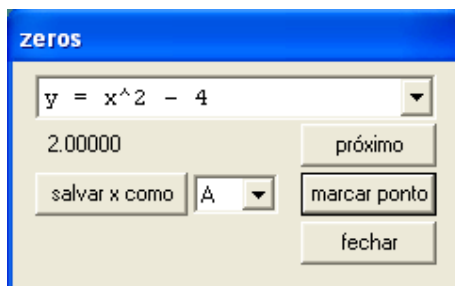 zeros
y = x^2 - 4
2.00000 próximo
salvar x como A marcar ponto
fechar